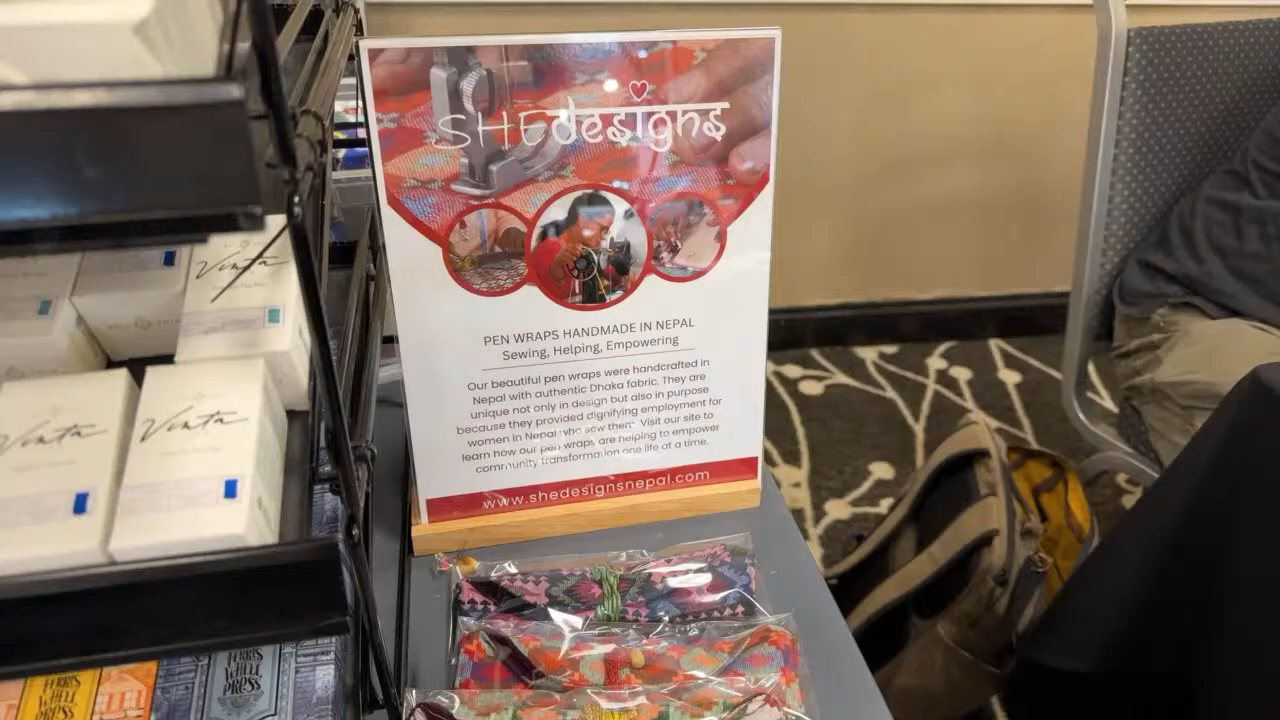 SHEdesigns
PEN WRAPS HANDMADE IN NEPAL
Sewing, Helping, Empowering
Our beautiful pen wraps were handcrafted in
Nepal with authentic Dhaka fabric. They are
unique not only in design but also in purpose
because they provided dignifying employment for
women in Nepal who sew them. Visit our site to
learn how our pen wraps are helping to empower
community transformation one life at a time.
www.shedesignsnepal.com
Vinta
Vinta
Vinta
FERRIS
WHEEL
PRESS
FERRIS
WHEEL
PRESS